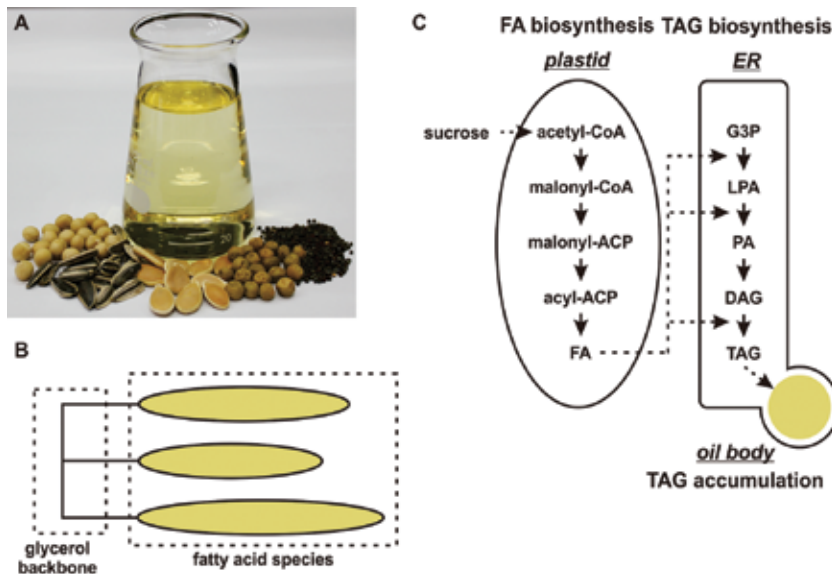 A
B
glycerol
backbone
fatty acid species
C
FA biosynthesis TAG biosynthesis
plastid
ER
sucrose
acetyl-CoA
malonyl-CoA
malonyl-ACP
acyl-ACP
FA
G3P
LPA
PA
DAG
TAG
oil body
TAG accumulation